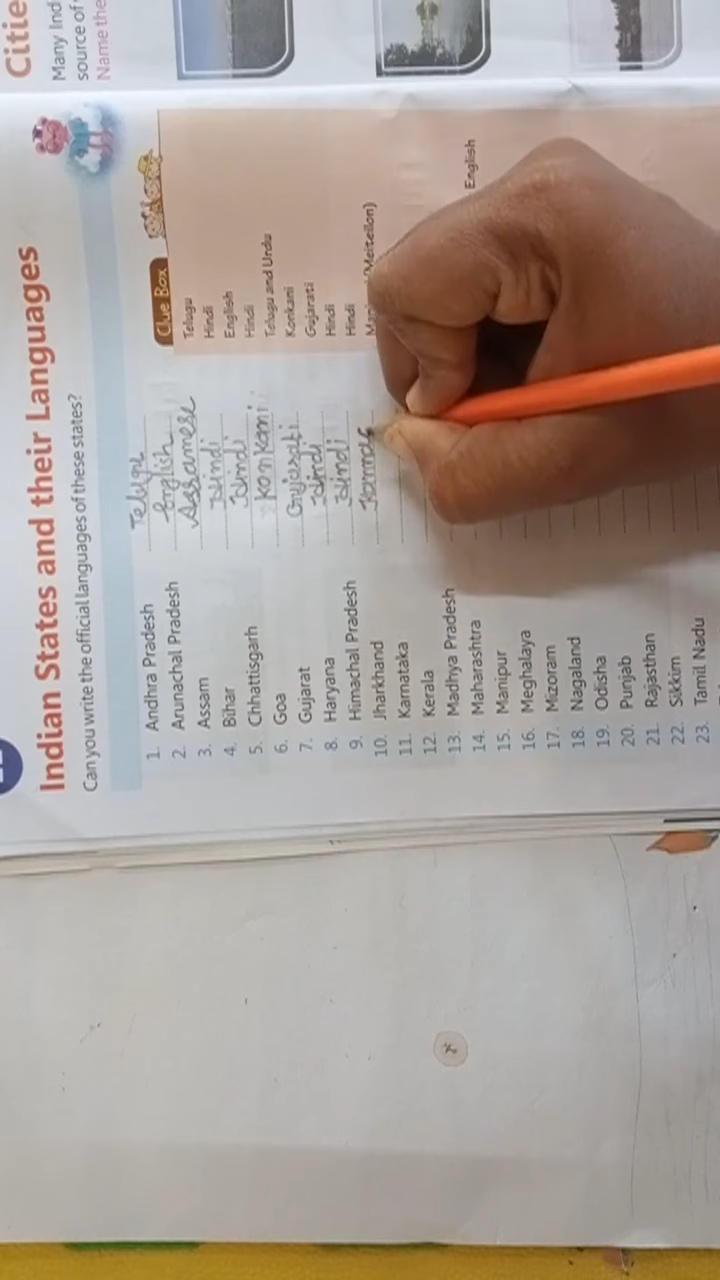 Citie
Many Ind
source of
Name the
Indian States and their Languages
Can you write the official languages of these states?
1. Andhra Pradesh Telugu
2. Arunachal Pradesh English
3. Assam Assamese
4. Bihar Hindi
5. Chhattisgarh Hindi
6. Goa Konkani
7. Gujarat Gujarati
8. Haryana Hindi
9. Himachal Pradesh Hindi
10. Jharkhand
11. Karnataka
12. Kerala
13. Madhya Pradesh
14. Maharashtra
15. Manipur
16. Meghalaya
17. Mizoram
18. Nagaland
19. Odisha
20. Punjab
21. Rajasthan
22. Sikkim
23. Tamil Nadu
Clue Box
Telugu
Hindi
English
Hindi
Telugu and Urdu
Konkani
Gujarati
Hindi
Hindi
(Meiteilon)
English